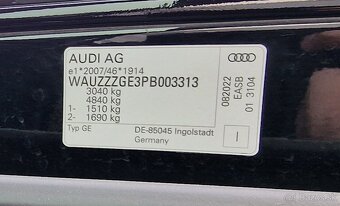 AUDI AG
e1*2007/46*1914
WAUZZZGE3PB003313
3040 kg
4840 kg
1- 1510 kg
2- 1690 kg
Typ GE
DE-85045 Ingolstadt
Germany
082022
EASB
01 3104